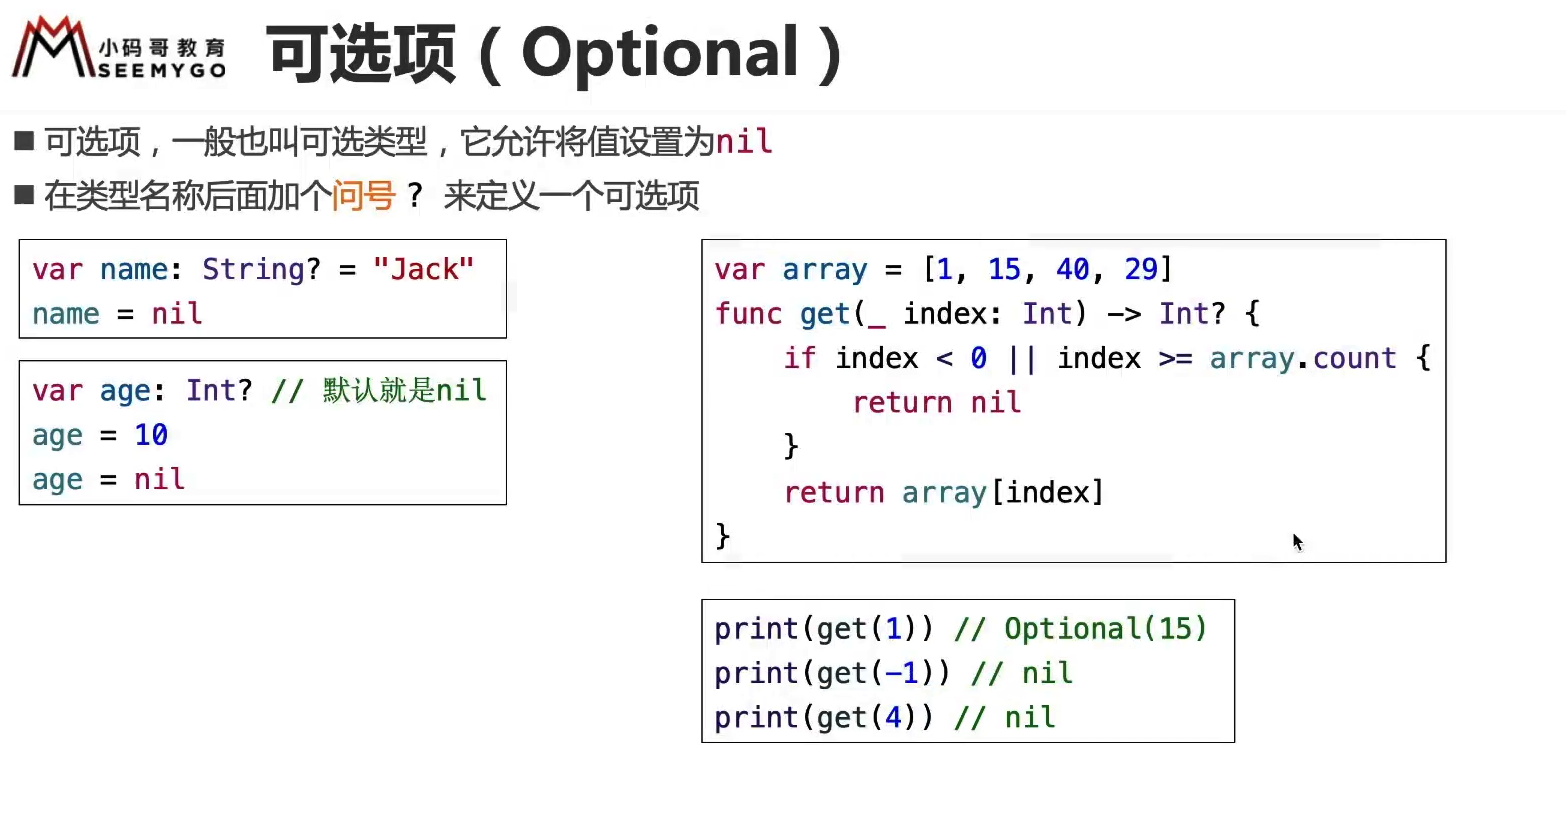 小码哥教育
SEEMYGO
可选项（Optional）
■ 可选项，一般也叫可选类型，它允许将值设置为nil
■ 在类型名称后面加个问号 ? 来定义一个可选项
var name: String? = "Jack"
name = nil
var age: Int? // 默认就是nil
age = 10
age = nil
var array = [1, 15, 40, 29]
func get(_ index: Int) -> Int? {
    if index < 0 || index >= array.count {
        return nil
    }
    return array[index]
}
print(get(1)) // Optional(15)
print(get(-1)) // nil
print(get(4)) // nil